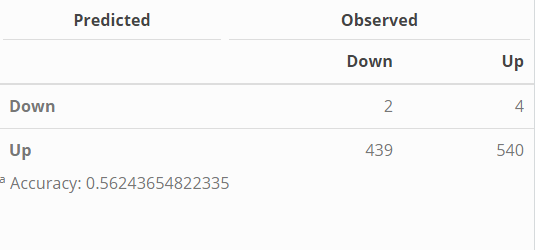 Predicted Observed
Down Up
Down 2 4
Up 439 540
a Accuracy: 0.56243654822335